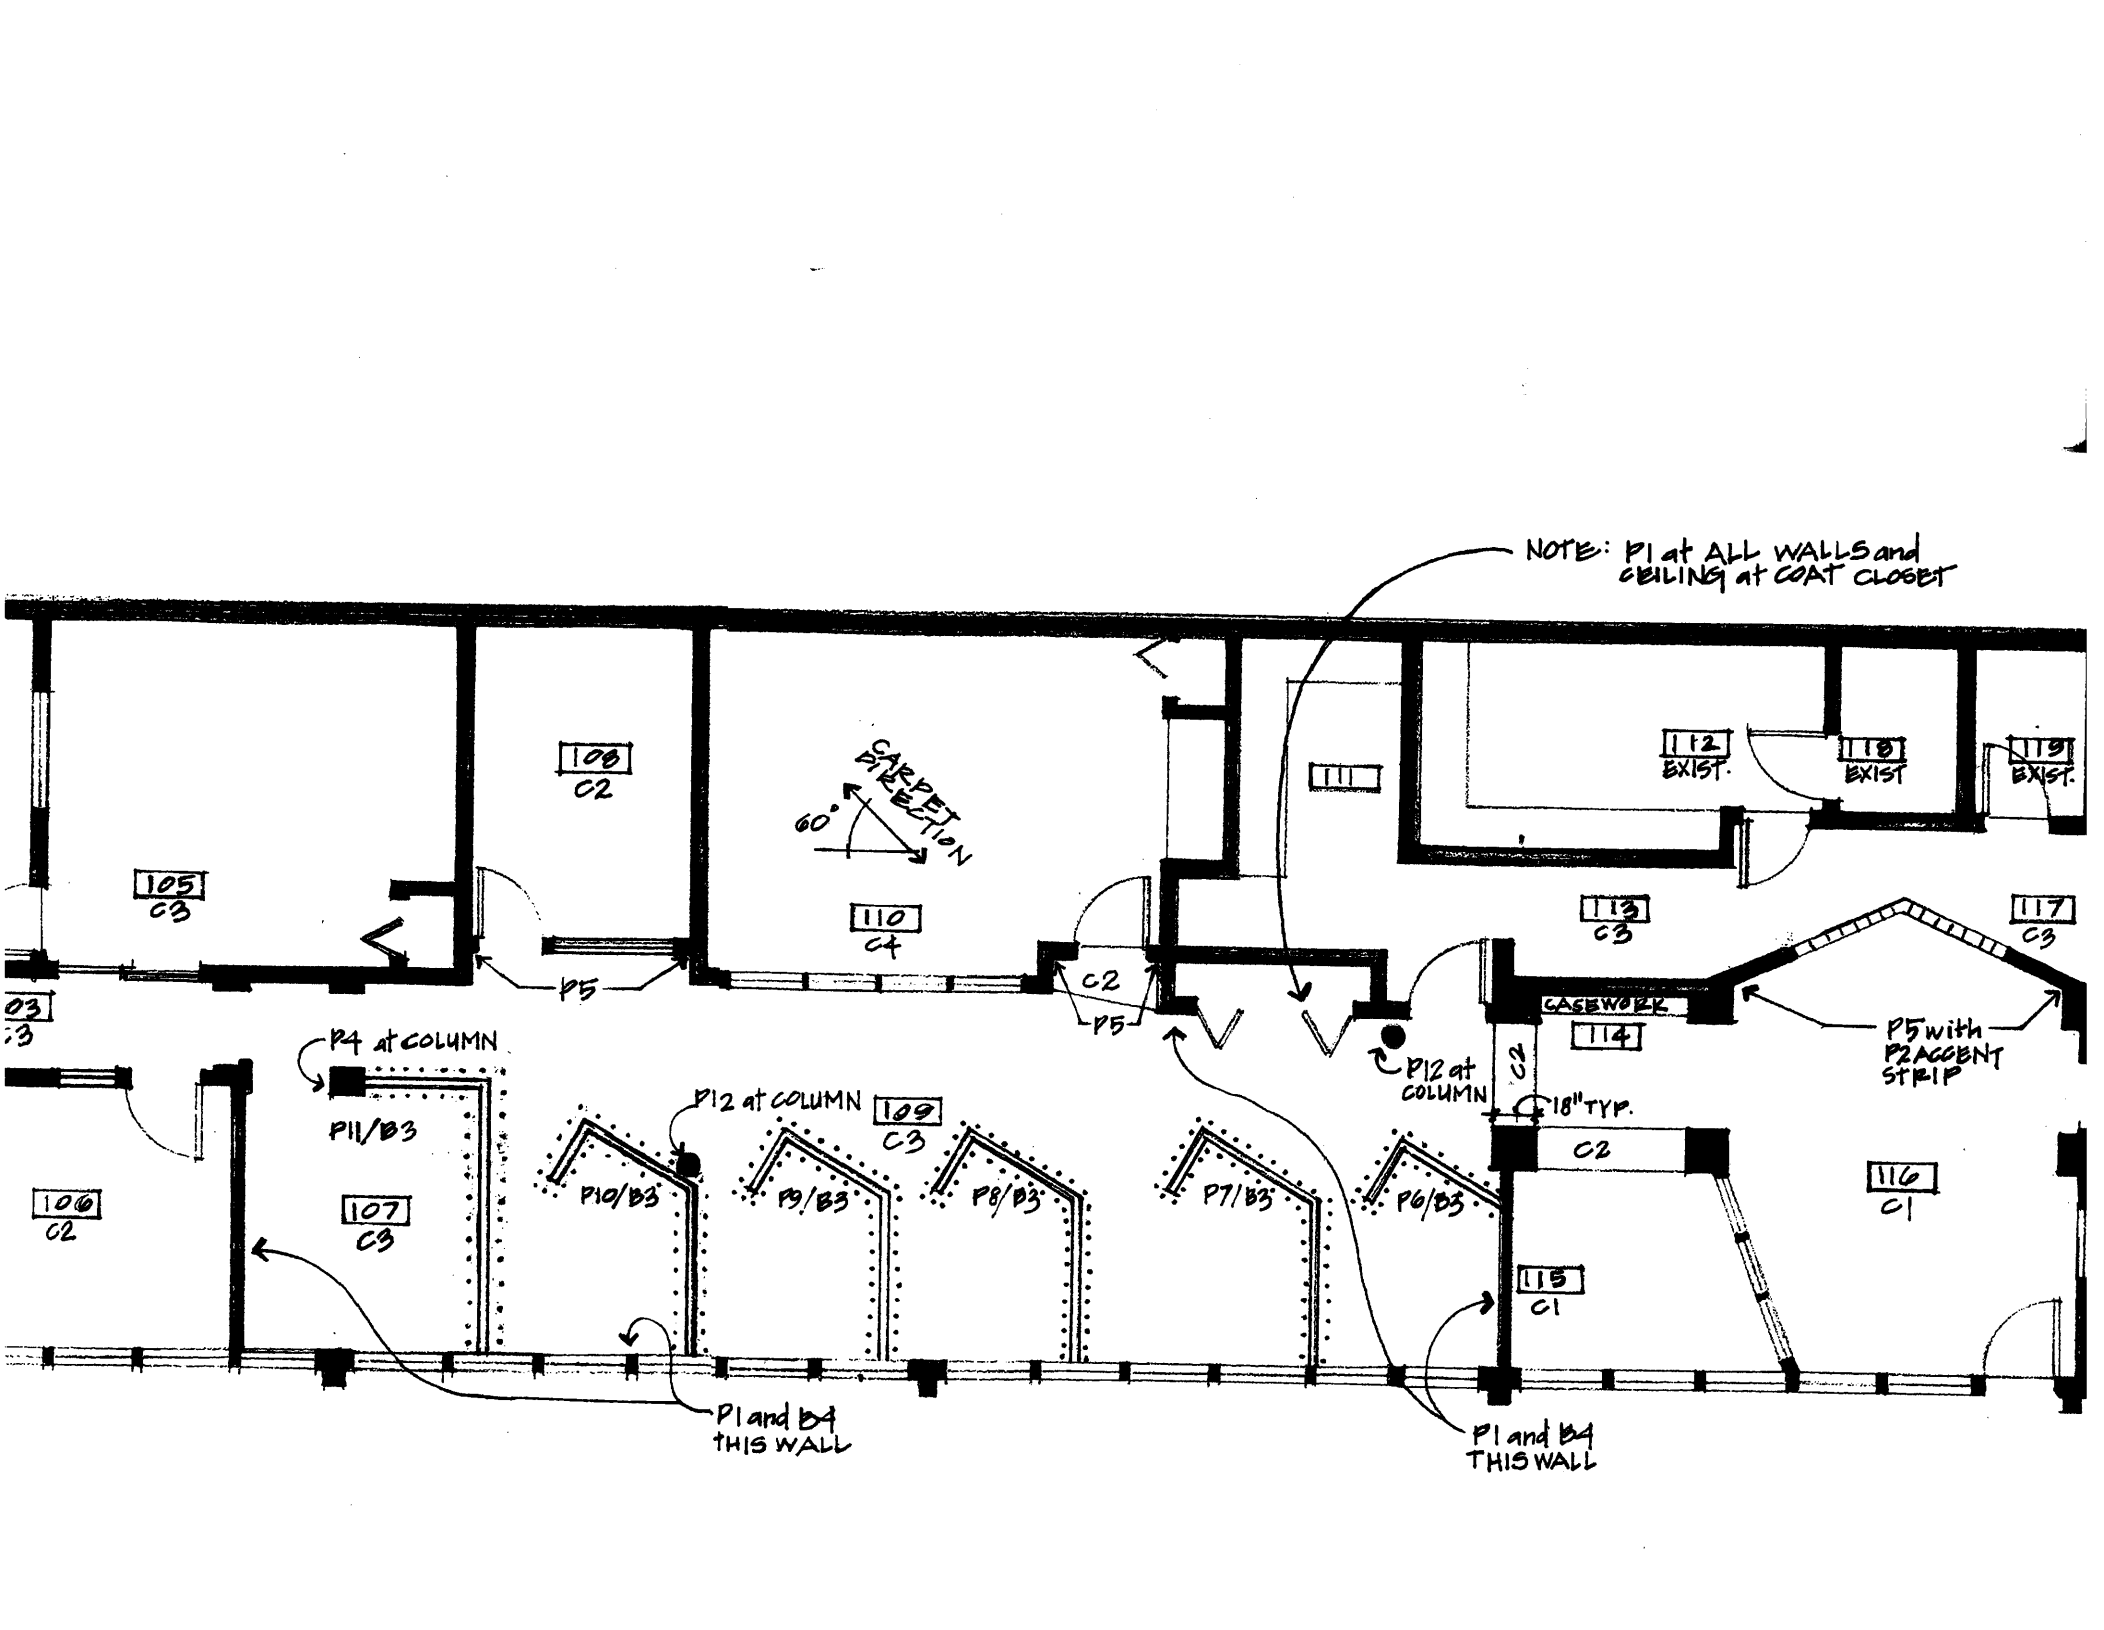 NOTE: P1 at ALL WALLS and
CEILING at COAT CLOSET
108
C2
CARPET
DIRECTION
60°
111
112
EXIST.
118
EXIST
119
EXIST.
105
C3
110
C4
113
C3
117
C3
P5
C2
P5
03
C3
P4 at COLUMN
P11/B3
P12 at COLUMN
109
C3
P12 at
COLUMN
CASEWORK
114
C2
18" TYP.
C2
P5 with
P2 ACCENT
STRIP
106
C2
107
C3
P10/B3
P9/B3
P8/B3
P7/B3
P6/B3
116
C1
115
C1
P1 and B4
THIS WALL
P1 and B4
THIS WALL